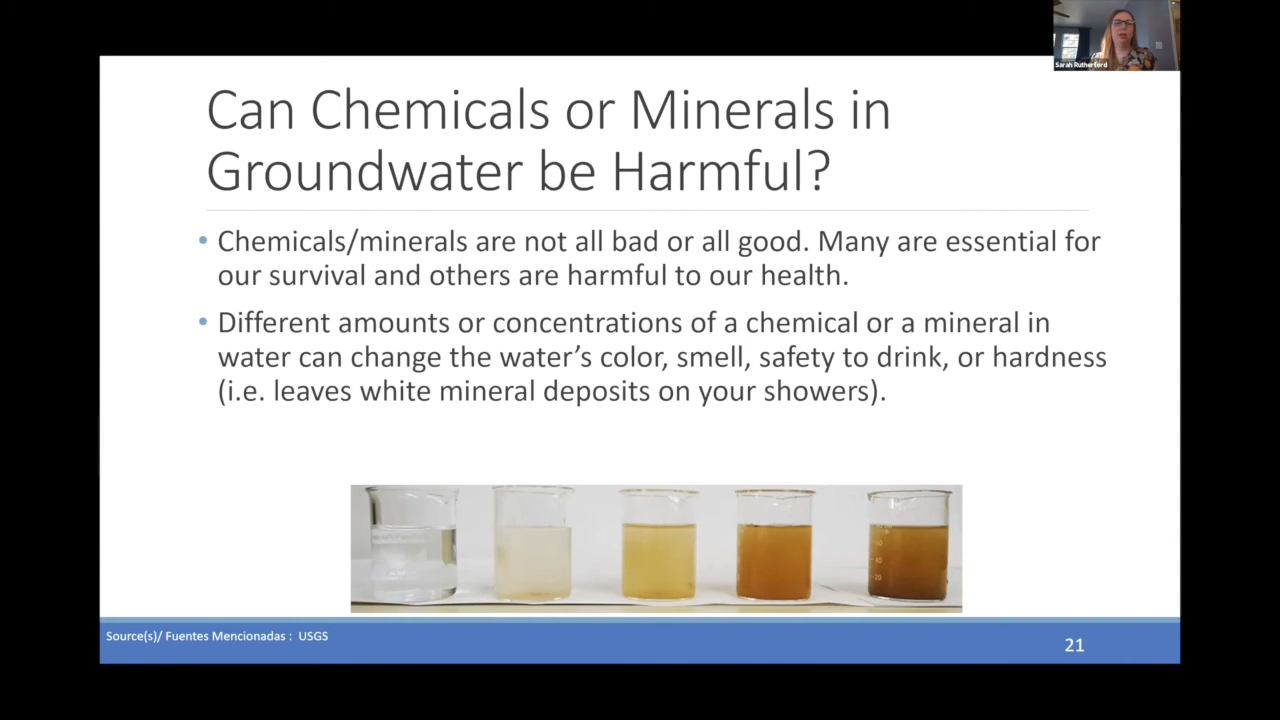 Sarah Rutherford
Can Chemicals or Minerals in
Groundwater be Harmful?
• Chemicals/minerals are not all bad or all good. Many are essential for
our survival and others are harmful to our health.
• Different amounts or concentrations of a chemical or a mineral in
water can change the water’s color, smell, safety to drink, or hardness
(i.e. leaves white mineral deposits on your showers).
40
20
Source(s)/ Fuentes Mencionadas : USGS
21